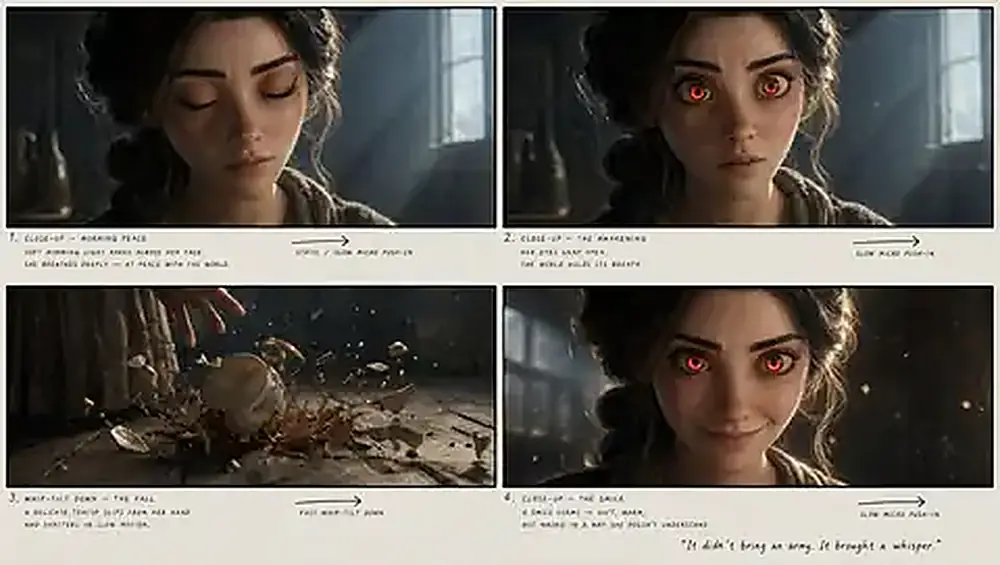 1. CLOSE-UP — MORNING PEACE
SOFT MORNING LIGHT RAKES ACROSS HER FACE
SHE BREATHES DEEPLY — AT PEACE WITH THE WORLD.
STATIC / SLOW MICRO PUSH-IN
2. CLOSE-UP — THE AWAKENING
HER EYES SNAP OPEN.
THE WORLD HOLDS ITS BREATH
SLOW MICRO PUSH-IN
3. WHIP-TILT DOWN — THE FALL
A DELICATE TEACUP SLIPS FROM HER HAND
AND SHATTERS IN SLOW MOTION.
FAST WHIP-TILT DOWN
4. CLOSE-UP — THE SMILE
A SMILE FORMS — SOFT, WARM,
BUT WRONG IN A WAY SHE DOESN'T UNDERSTAND
SLOW MICRO PUSH-IN
"It didn't bring an army. It brought a whisper."